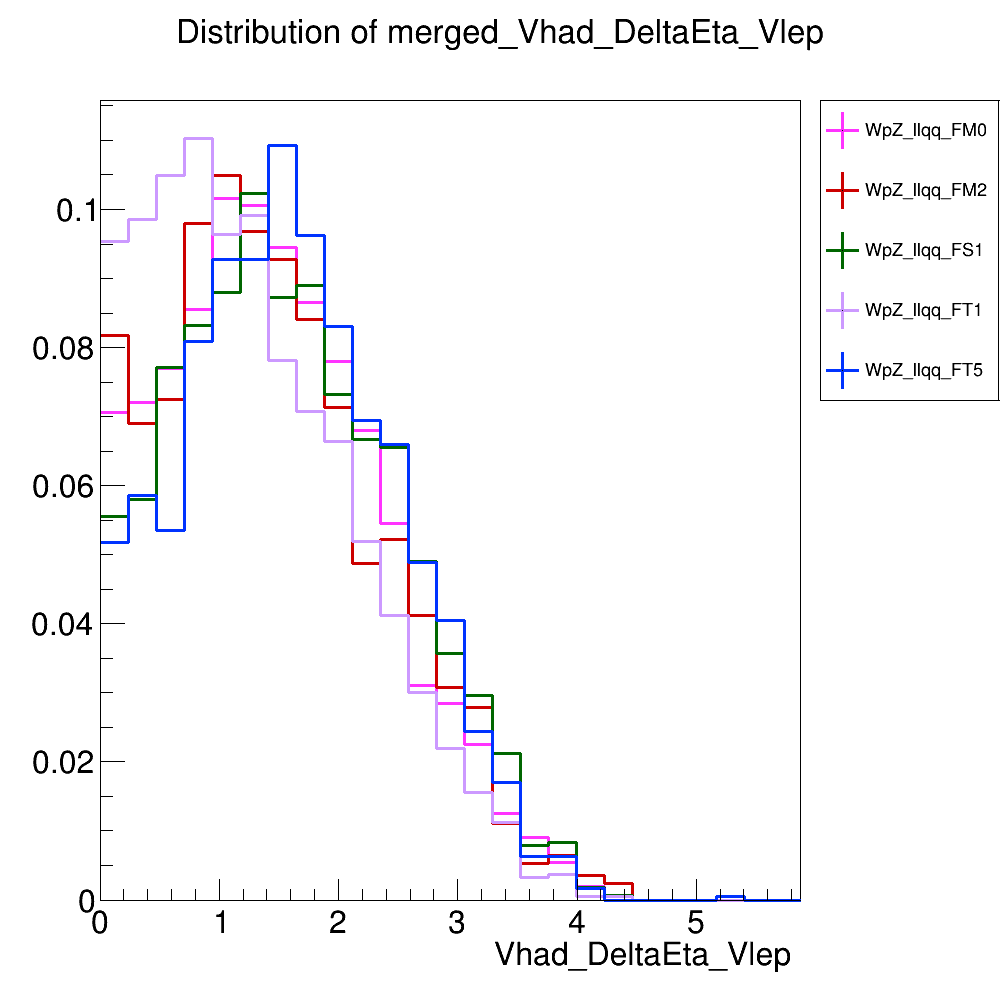 Distribution of merged_Vhad_DeltaEta_Vlep
WpZ_llqq_FM0
WpZ_llqq_FM2
WpZ_llqq_FS1
WpZ_llqq_FT1
WpZ_llqq_FT5
0.1
0.08
0.06
0.04
0.02
0
0 1 2 3 4 5
Vhad_DeltaEta_Vlep